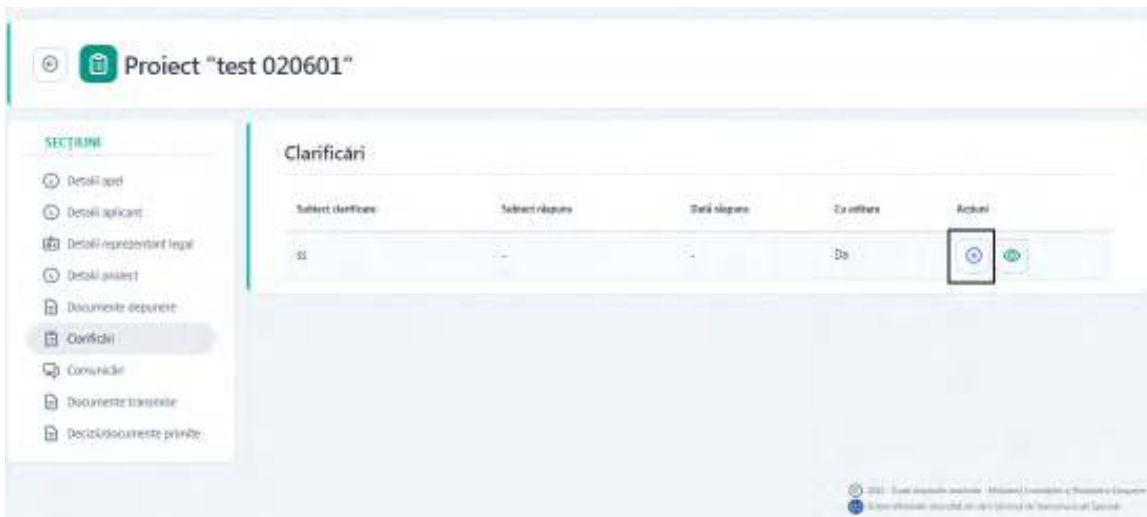 Proiect "test 020601"
SECȚIUNI
Detalii apel
Detalii aplicant
Detalii reprezentant legal
Detalii proiect
Documente depunere
Clarificări
Comunicări
Documente transmise
Decizii/documente primite
Clarificări
Subiect clarificare
Subiect răspuns
Dată răspuns
Cu editare
Acțiuni
-
-
Da